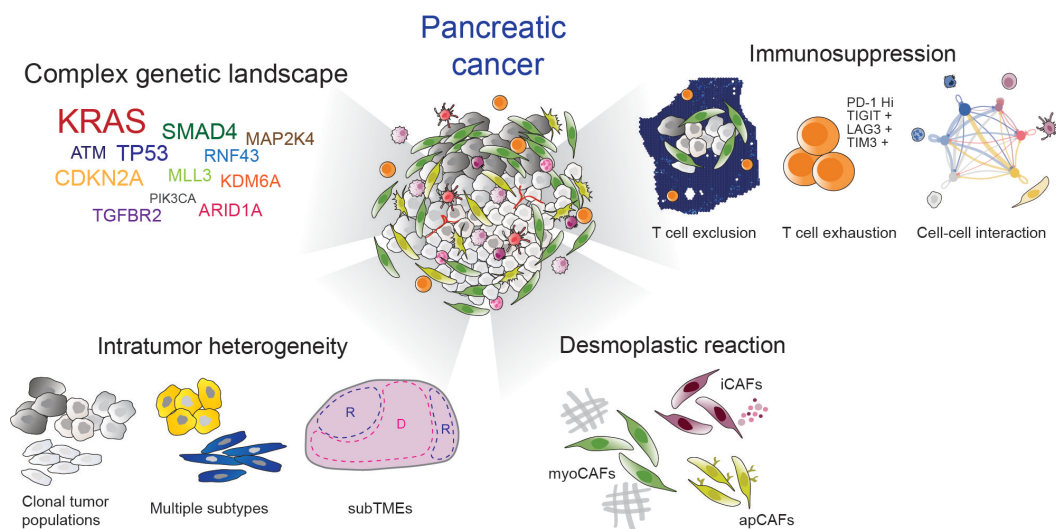 Pancreatic
cancer
Complex genetic landscape
KRAS
SMAD4
MAP2K4
ATM
TP53
RNF43
CDKN2A
MLL3
KDM6A
PIK3CA
TGFBR2
ARID1A
Immunosuppression
PD-1 Hi
TIGIT +
LAG3 +
TIM3 +
T cell exclusion
T cell exhaustion
Cell-cell interaction
Intratumor heterogeneity
R
D
R
Clonal tumor
populations
Multiple subtypes
subTMEs
Desmoplastic reaction
iCAFs
myoCAFs
apCAFs